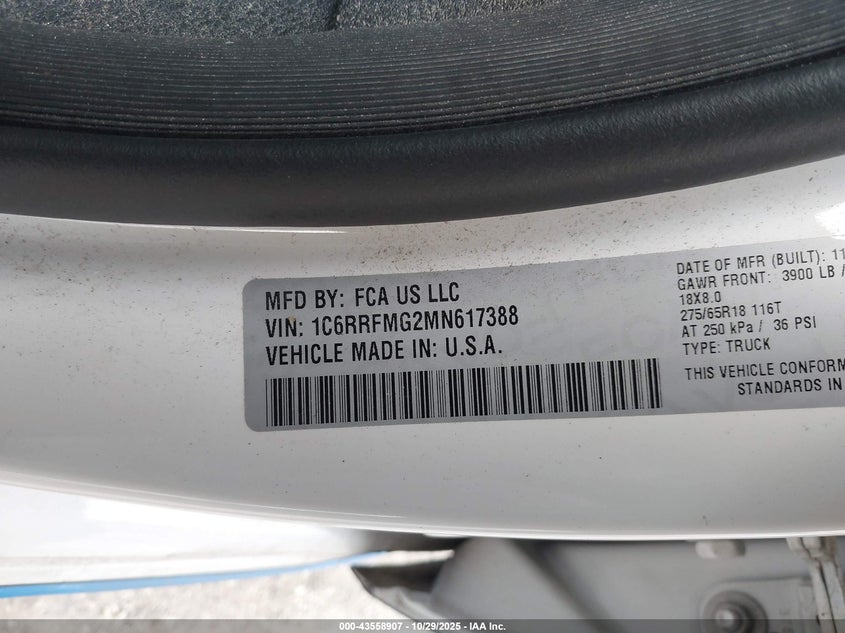 MFD BY: FCA US LLC
VIN: 1C6RRFMG2MN617388
VEHICLE MADE IN: U.S.A.
DATE OF MFR (BUILT): 11
GAWR FRONT: 3900 LB /
18X8.0
275/65R18 116T
AT 250 kPa / 36 PSI
TYPE: TRUCK
THIS VEHICLE CONFORM
STANDARDS IN
000-43558907 - 10/29/2025 - IAA Inc.